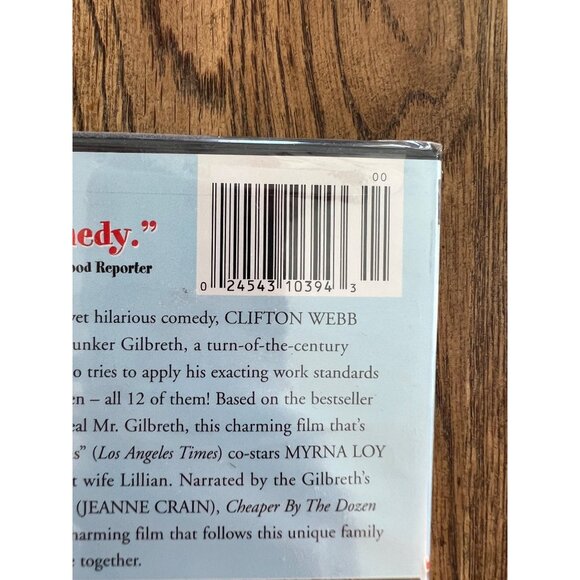 00
nedy.”
ood Reporter
0 24543 10394 3
yet hilarious comedy, CLIFTON WEBB
unker Gilbreth, a turn-of-the-century
o tries to apply his exacting work standards
en – all 12 of them! Based on the bestseller
eal Mr. Gilbreth, this charming film that’s
s” (Los Angeles Times) co-stars MYRNA LOY
t wife Lillian. Narrated by the Gilbreth’s
(JEANNE CRAIN), Cheaper By The Dozen
harming film that follows this unique family
e together.